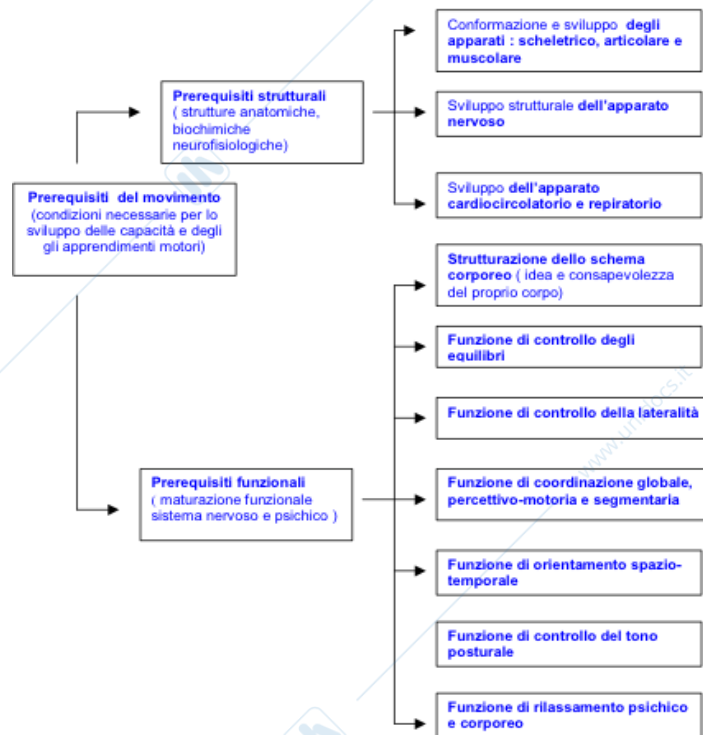 Prerequisiti del movimento
(condizioni necessarie per lo
sviluppo delle capacità e degli
gli apprendimenti motori)
Prerequisiti strutturali
( strutture anatomiche,
biochimiche
neurofisiologiche)
Conformazione e sviluppo degli
apparati : scheletrico, articolare e
muscolare
Sviluppo strutturale dell'apparato
nervoso
Sviluppo dell'apparato
cardiocircolatorio e repiratorio
Prerequisiti funzionali
( maturazione funzionale
sistema nervoso e psichico )
Strutturazione dello schema
corporeo ( idea e consapevolezza
del proprio corpo)
Funzione di controllo degli
equilibri
Funzione di controllo della lateralità
Funzione di coordinazione globale,
percettivo-motoria e segmentaria
Funzione di orientamento spazio-
temporale
Funzione di controllo del tono
posturale
Funzione di rilassamento psichico
e corporeo
www.unidocs.it